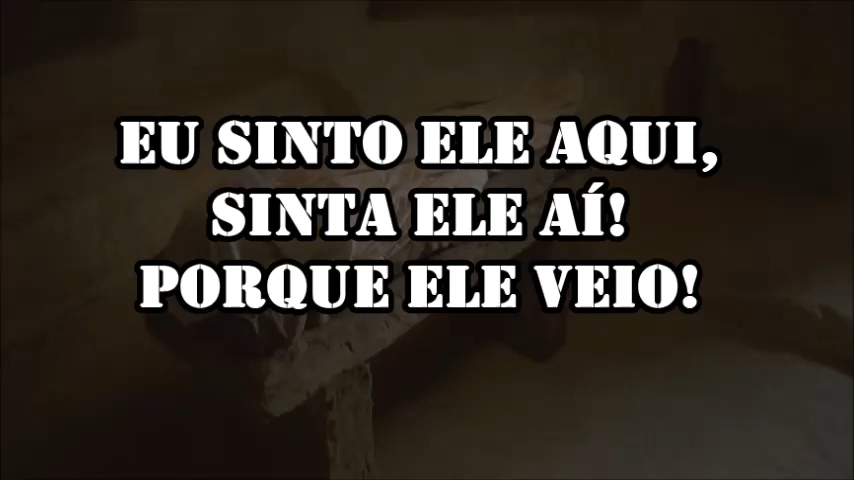 EU SINTO ELE AQUI,
SINTA ELE AÍ!
PORQUE ELE VEIO!